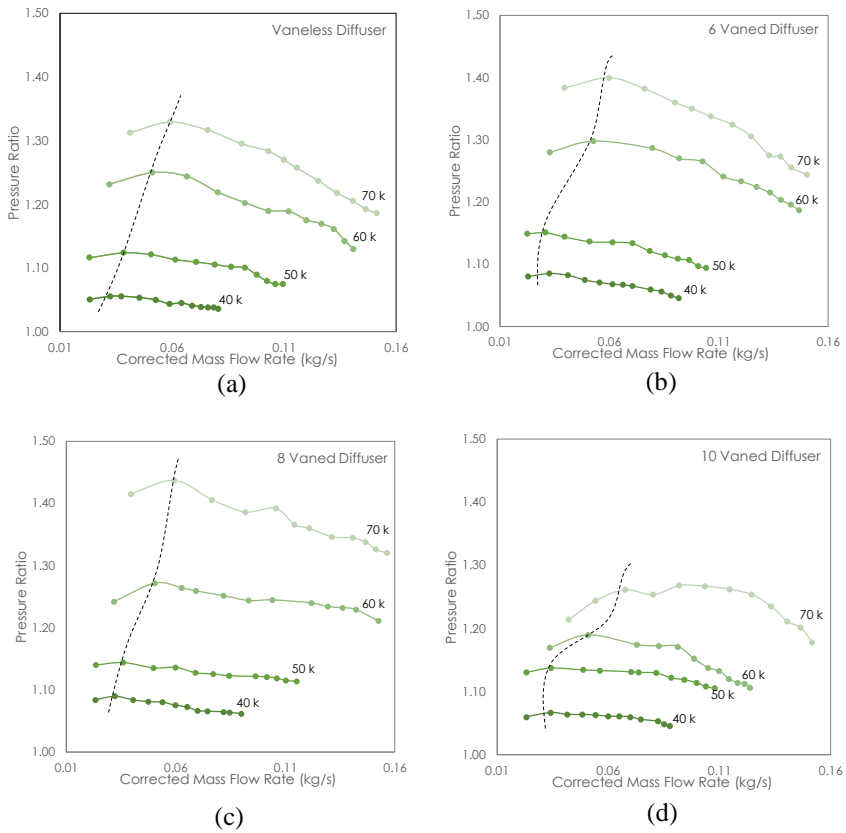 Vaneless Diffuser
1.50
1.40
1.30
1.20
1.10
1.00
Pressure Ratio
70 k
60 k
50 k
40 k
0.01
0.06
0.11
0.16
Corrected Mass Flow Rate (kg/s)
(a)
6 Vaned Diffuser
1.50
1.40
1.30
1.20
1.10
1.00
Pressure Ratio
70 k
60 k
50 k
40 k
0.01
0.06
0.11
0.16
Corrected Mass Flow Rate (kg/s)
(b)
8 Vaned Diffuser
1.50
1.40
1.30
1.20
1.10
1.00
Pressure Ratio
70 k
60 k
50 k
40 k
0.01
0.06
0.11
0.16
Corrected Mass Flow Rate (kg/s)
(c)
10 Vaned Diffuser
1.50
1.40
1.30
1.20
1.10
1.00
Pressure Ratio
70 k
60 k
50 k
40 k
0.01
0.06
0.11
0.16
Corrected Mass Flow Rate (kg/s)
(d)